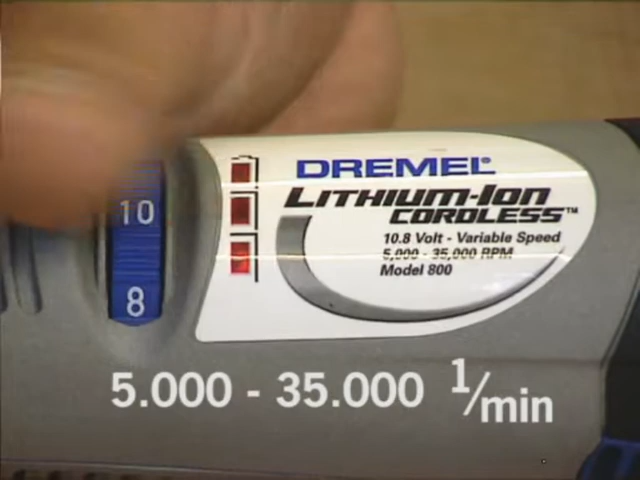 DREMEL®
LITHIUM-ION
CORDLESS™
10.8 Volt - Variable Speed
5,000 - 35,000 RPM
Model 800
10
8
5.000 - 35.000 1/min